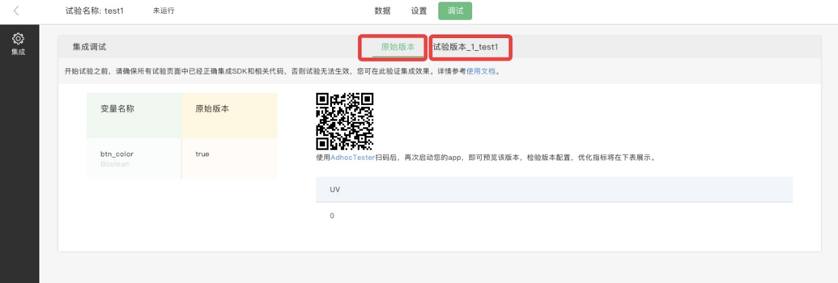 试验名称: test1 未运行 数据 设置 调试
集成
集成调试 原始版本 试验版本_1_test1
开始试验之前，请确保所有试验页面中已经正确集成SDK和相关代码，否则试验无法生效，您可在此验证集成效果。详情参考使用文档。
变量名称 原始版本
btn_color true
Boolean
使用AdhocTester扫码后，再次启动您的app，即可预览该版本，检验版本配置，优化指标将在下表展示。
UV
0